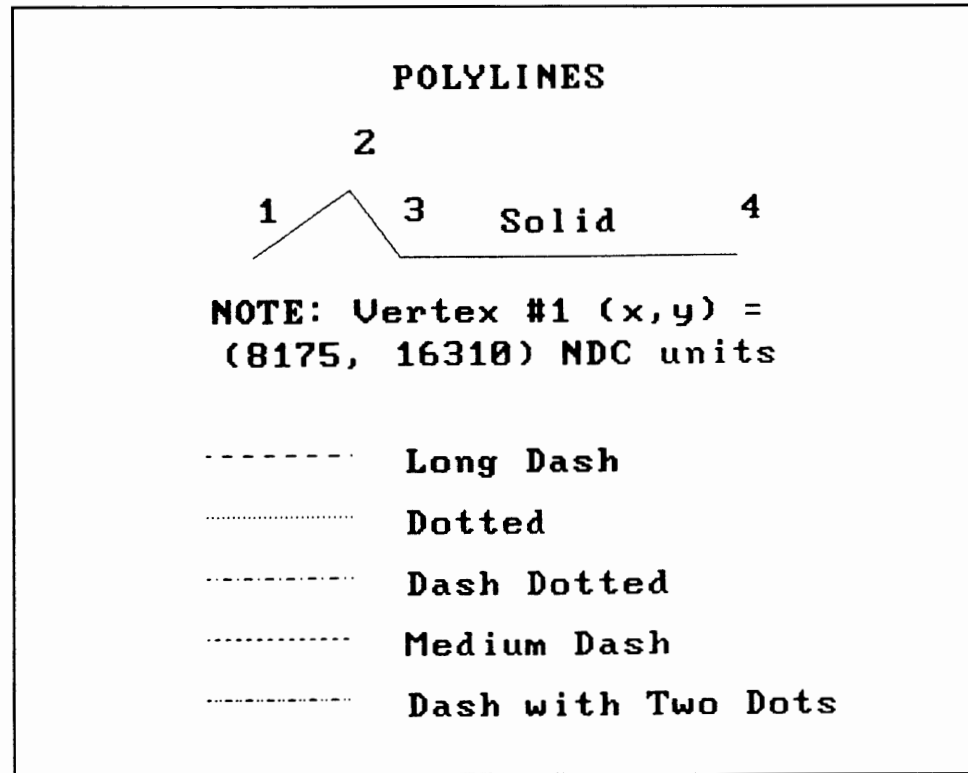 POLYLINES
2
1 3 Solid 4
NOTE: Vertex #1 (x,y) =
(8175, 16310) NDC units
Long Dash
Dotted
Dash Dotted
Medium Dash
Dash with Two Dots